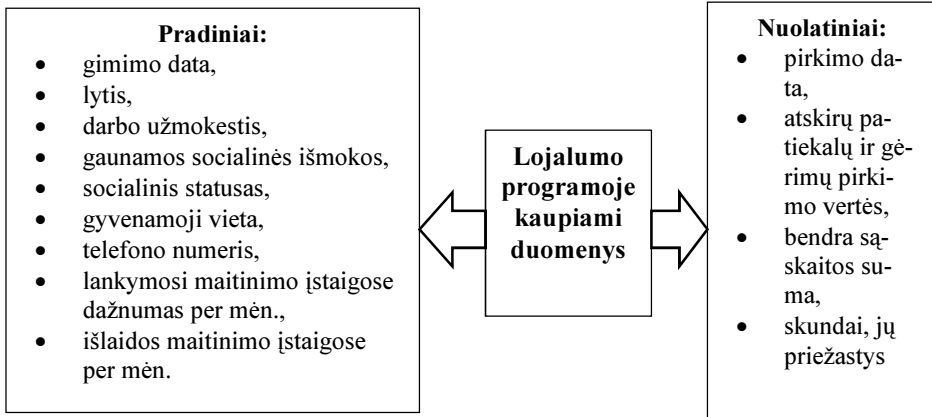 Pradiniai:
• gimimo data,
• lytis,
• darbo užmokestis,
• gaunamos socialinės išmokos,
• socialinis statusas,
• gyvenamoji vieta,
• telefono numeris,
• lankymosi maitinimo įstaigose
dažnumas per mėn.,
• išlaidos maitinimo įstaigose
per mėn.
Lojalumo
programoje
kaupiami
duomenys
Nuolatiniai:
• pirkimo da-
ta,
• atskirų pa-
tiekalų ir gė-
rimų pirki-
mo vertės,
• bendra są-
skaitos su-
ma,
• skundai, jų
priežastys